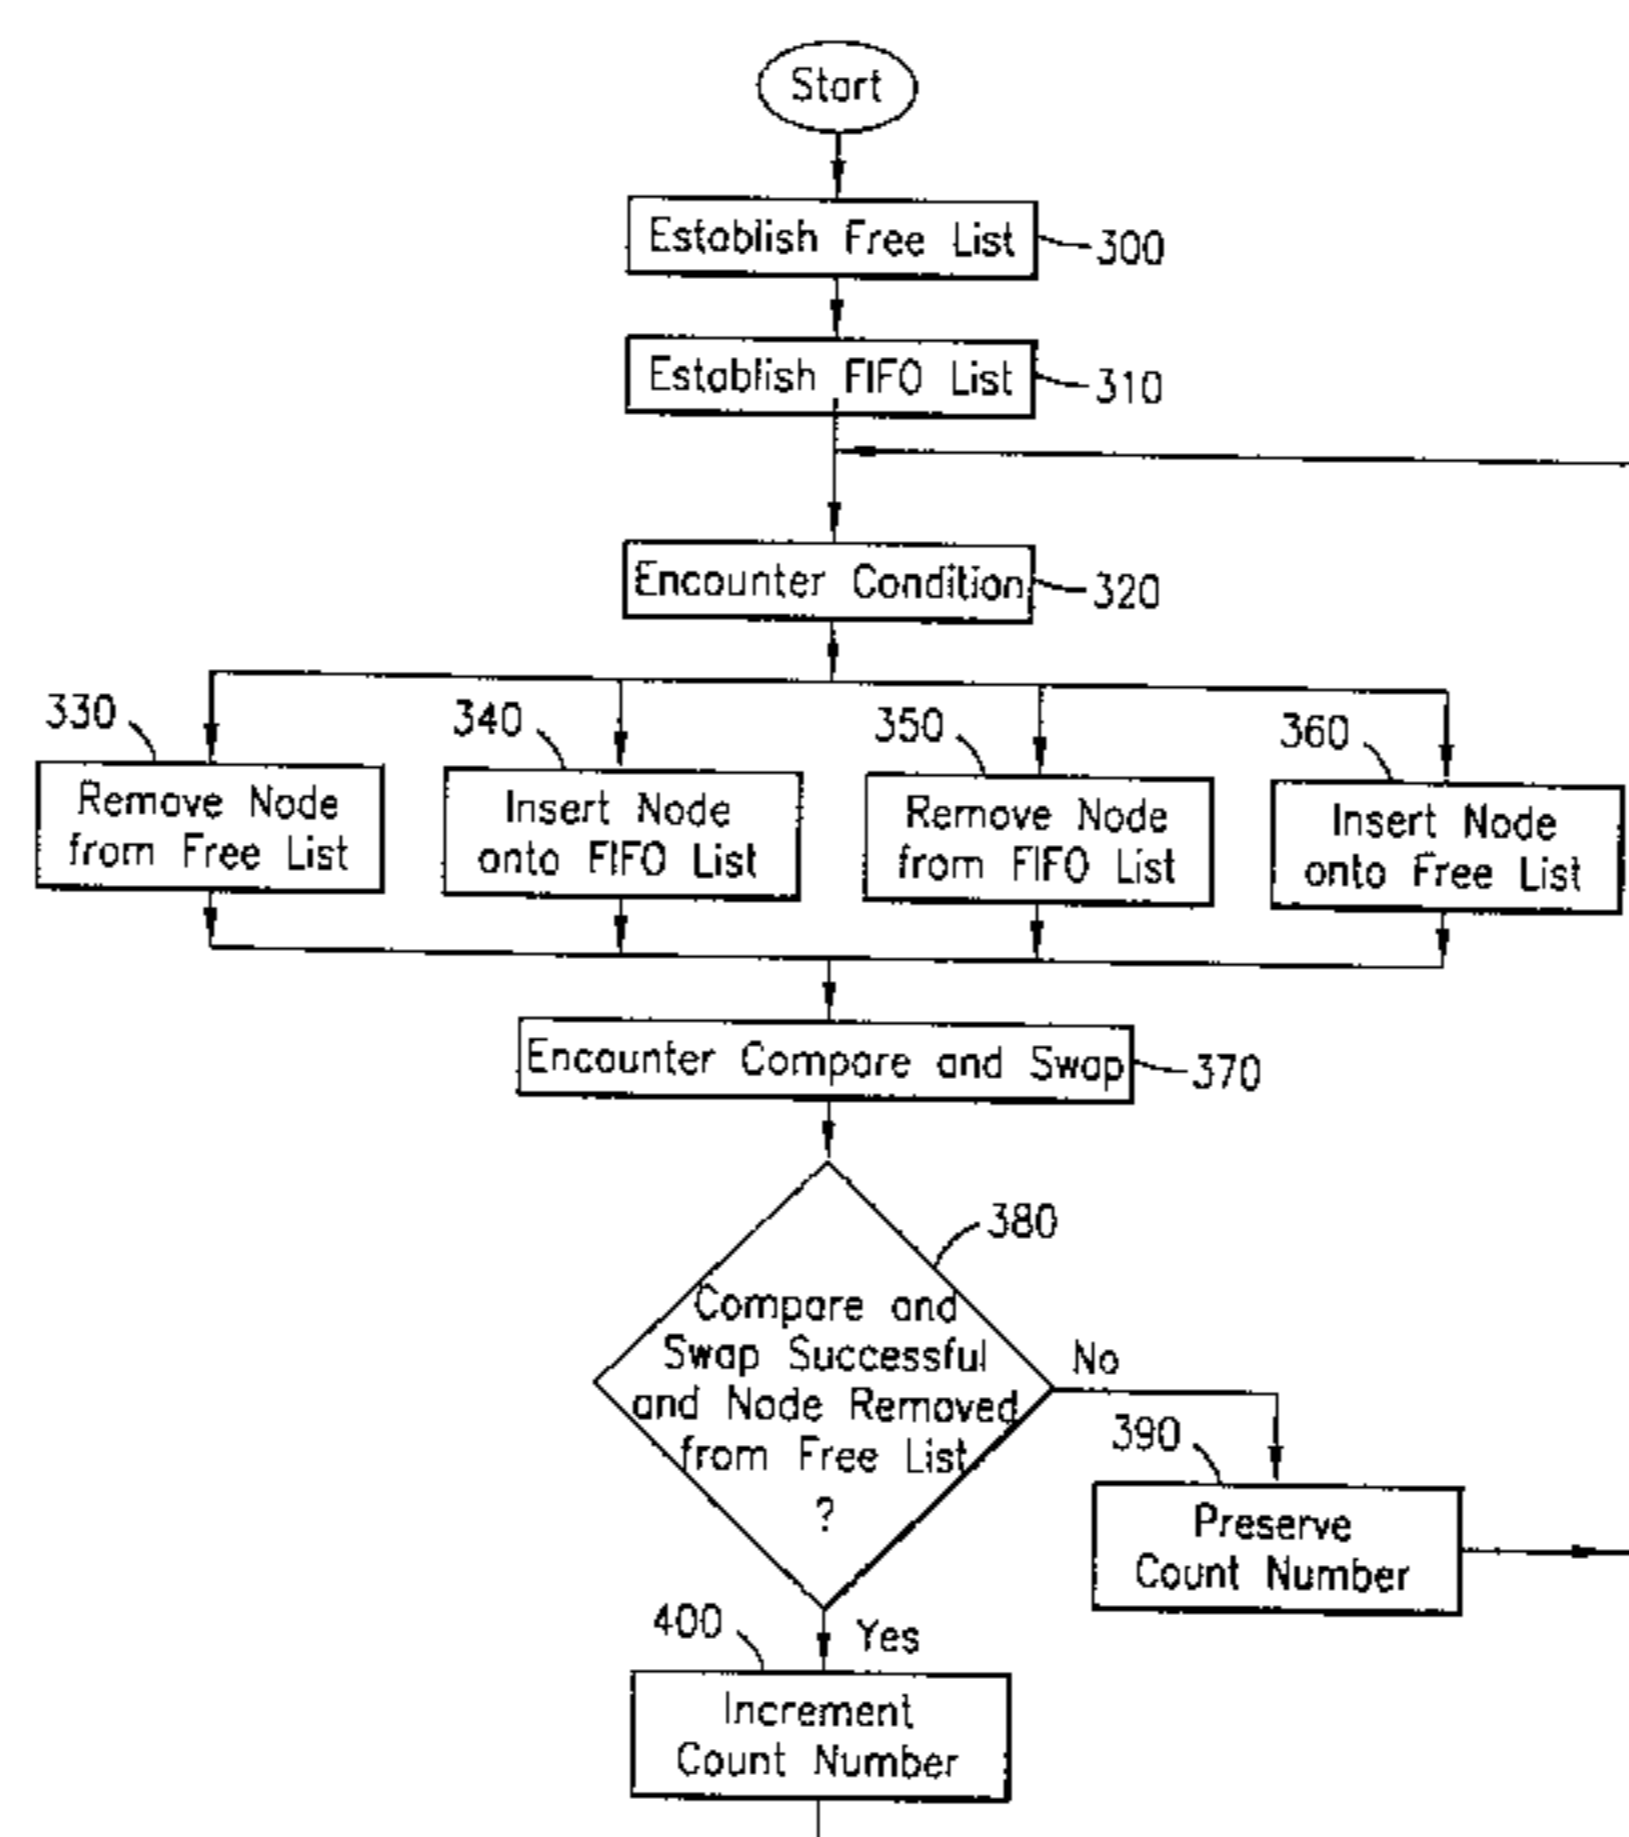 Start
Establish Free List
300
Establish FIFO List
310
Encounter Condition
320
330
340
350
360
Remove Node
from Free List
Insert Node
onto FIFO List
Remove Node
from FIFO List
Insert Node
onto Free List
Encounter Compare and Swap
370
380
Compare and
Swap Successful
and Node Removed
from Free List
?
No
390
Preserve
Count Number
400
Yes
Increment
Count Number